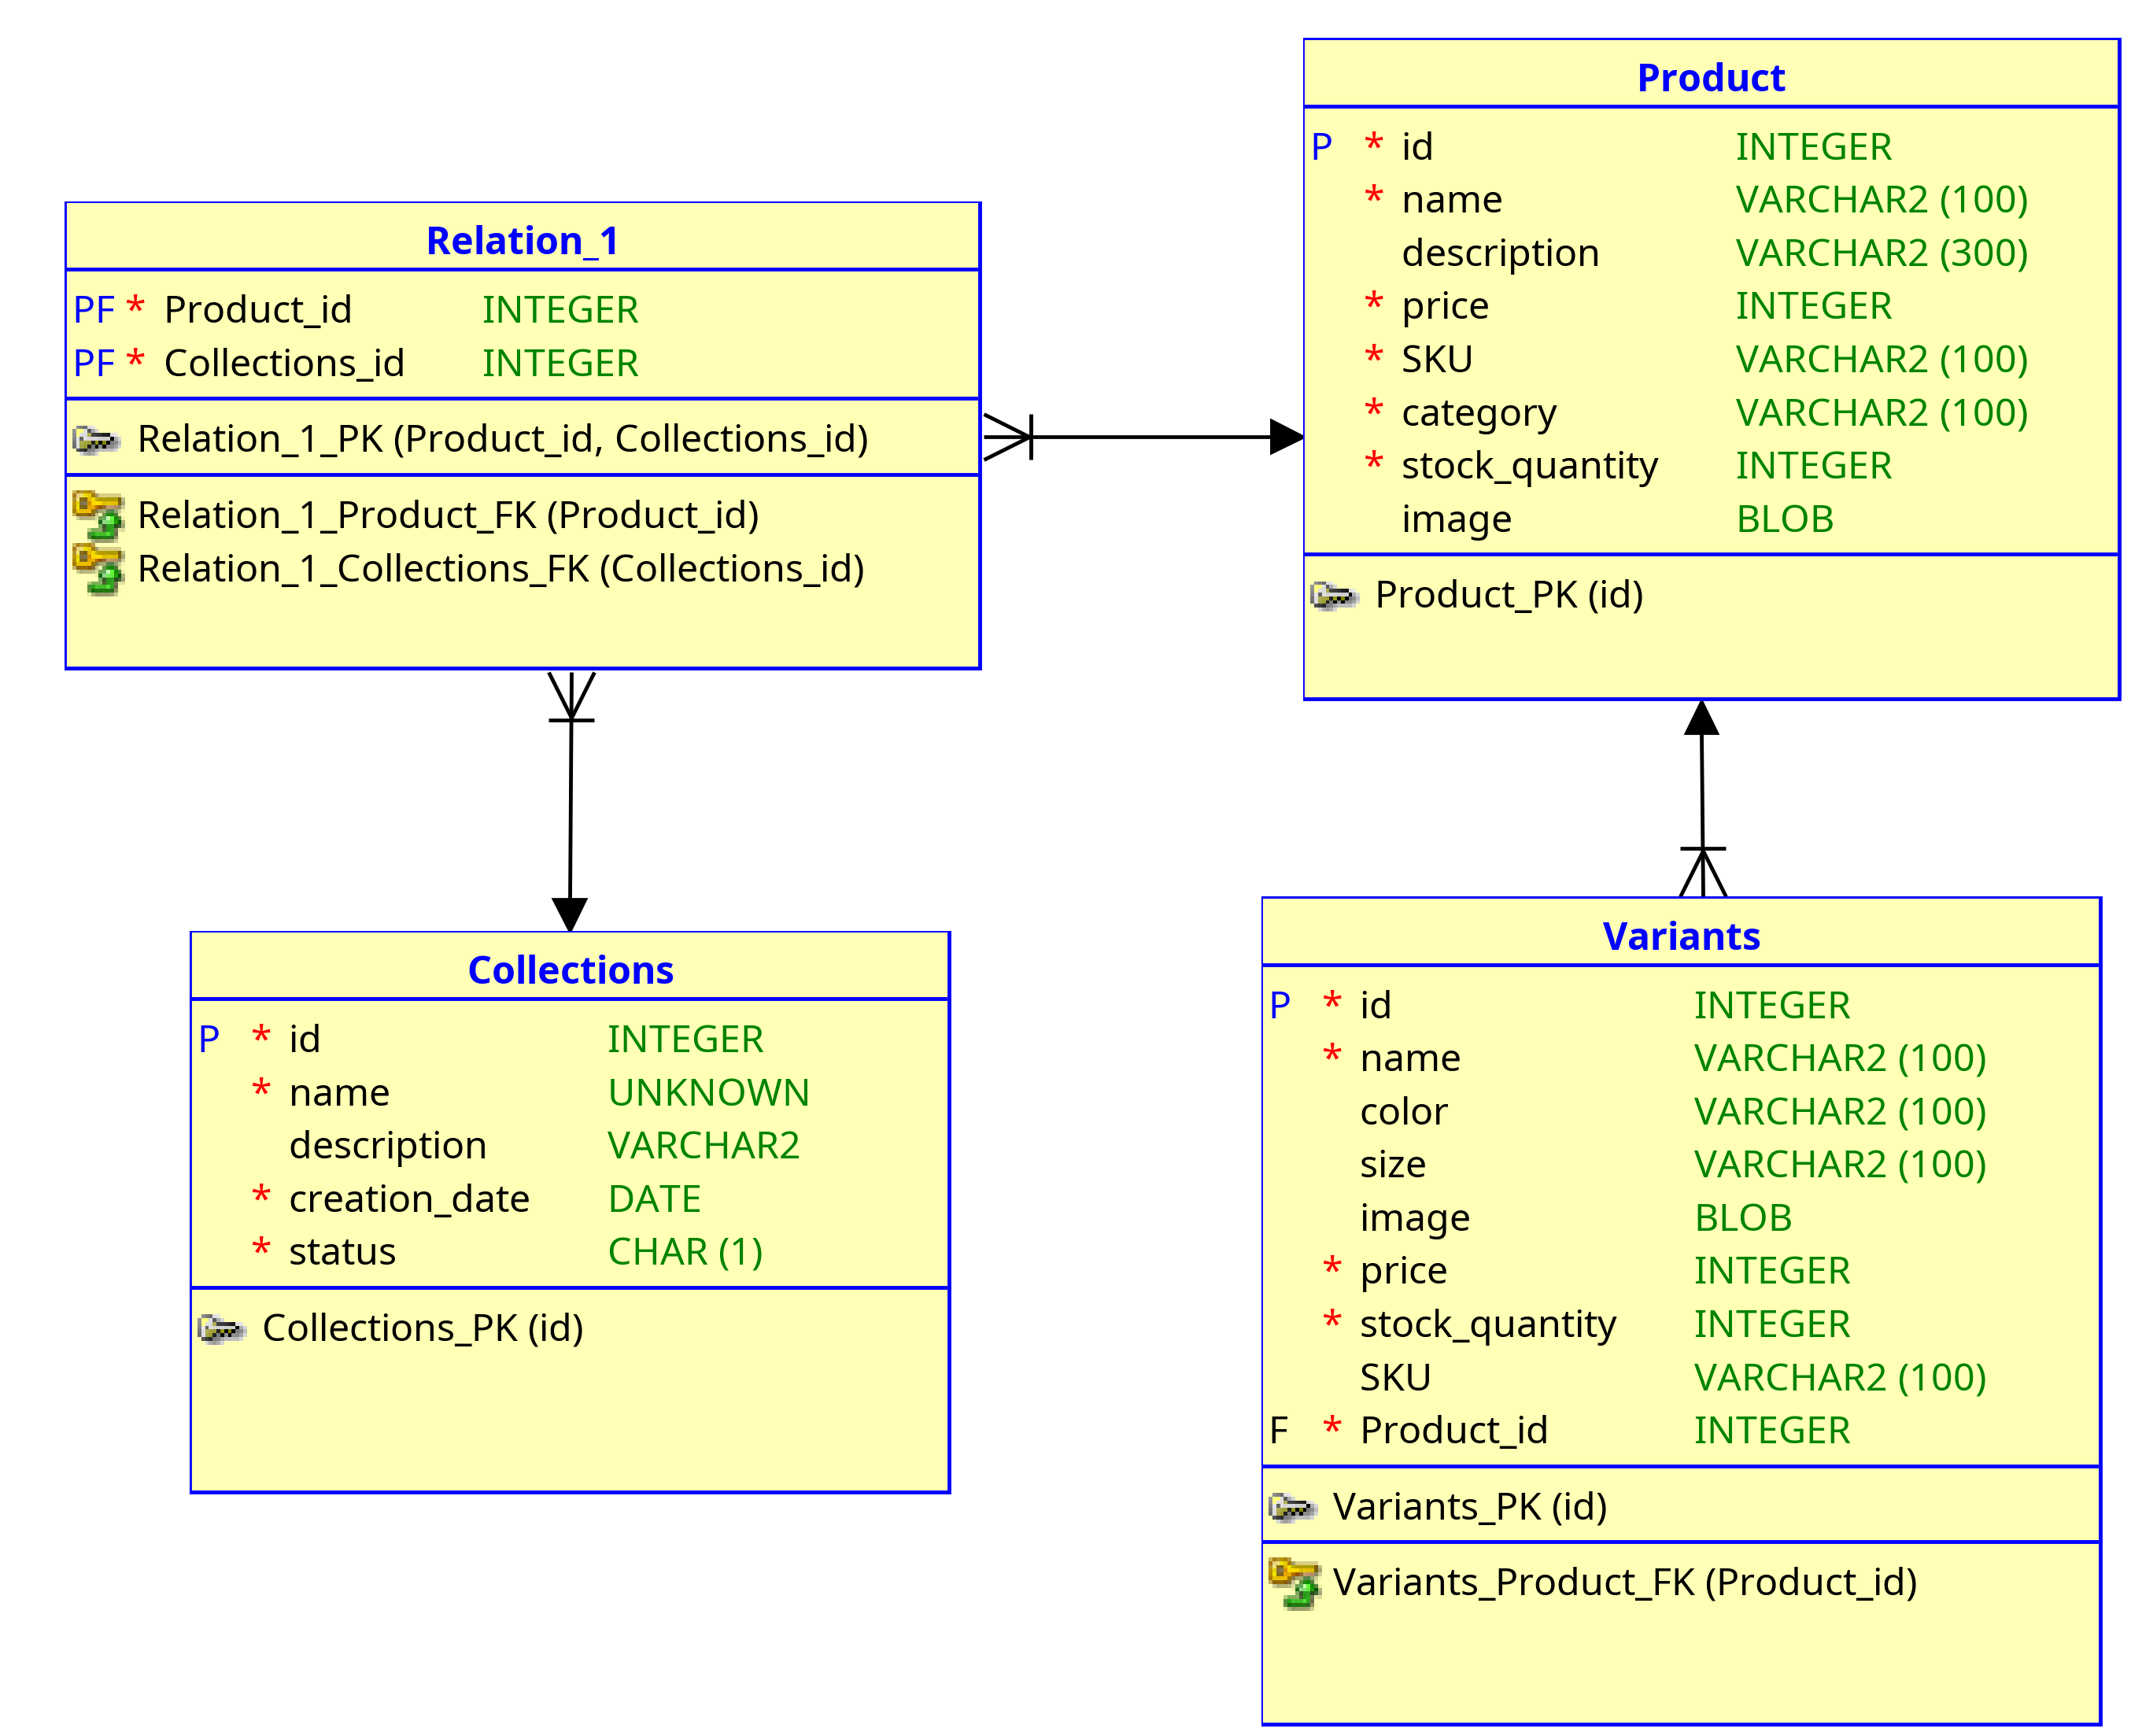 Relation_1
PF * Product_id INTEGER
PF * Collections_id INTEGER
Relation_1_PK (Product_id, Collections_id)
Relation_1_Product_FK (Product_id)
Relation_1_Collections_FK (Collections_id)
Product
P * id INTEGER
* name VARCHAR2 (100)
description VARCHAR2 (300)
* price INTEGER
* SKU VARCHAR2 (100)
* category VARCHAR2 (100)
* stock_quantity INTEGER
image BLOB
Product_PK (id)
Collections
P * id INTEGER
* name UNKNOWN
description VARCHAR2
* creation_date DATE
* status CHAR (1)
Collections_PK (id)
Variants
P * id INTEGER
* name VARCHAR2 (100)
color VARCHAR2 (100)
size VARCHAR2 (100)
image BLOB
* price INTEGER
* stock_quantity INTEGER
SKU VARCHAR2 (100)
F * Product_id INTEGER
Variants_PK (id)
Variants_Product_FK (Product_id)